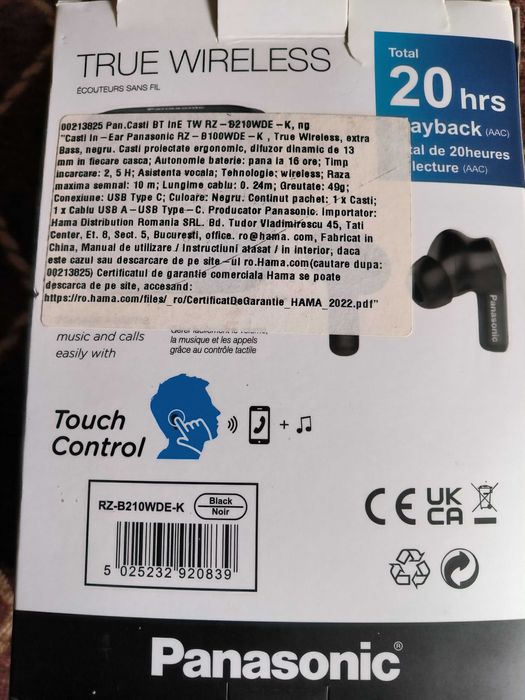 TRUE WIRELESS
ÉCOUTEURS SANS FIL
Panasonic
Total
20 hrs
ayback (AAC)
tal de 20heures
lecture (AAC)
00213825 Pan.Casti BT InE TW RZ - B210WDE-K, ng
"Casti In-Ear Panasonic RZ - B100WDE-K , True Wireless, extra
Bass, negru. Casti proiectate ergonomic, difuzor dinamic de 13
mm in fiecare casca; Autonomie baterie: pana la 16 ore; Timp
incarcare: 2, 5 H; Asistenta vocala; Tehnologie: wireless; Raza
maxima semnal: 10 m; Lungime cablu: 0. 24m; Greutate: 49g;
Conexiune: USB Type C; Culoare: Negru. Continut pachet: 1 x Casti;
1 x Cablu USB A-USB Type-C. Producator Panasonic. Importator:
Hama Distribution Romania SRL. Bd. Tudor Vladimirescu 45, Tati
Center, Et. 8, Sect. 5, Bucuresti, office. ro@hama. com, Fabricat in
China, Manual de utilizare / Instructiuni atasat / in interior; daca
este cazul sau descarcare de pe site-ul ro.Hama.com(cautare dupa:
00213825) Certificatul de garantie comerciala Hama se poate
descarca de pe site, accesand:
https://ro.hama.com/files/_ro/CertificatDeGarantie_HAMA_2022.pdf"
Panasonic
music and calls
easily with
la musique et les appels
grâce au contrôle tactile
Touch
Control
RZ-B210WDE-K
Black
Noir
5 025232 920839
CE
UK
CA
Panasonic®